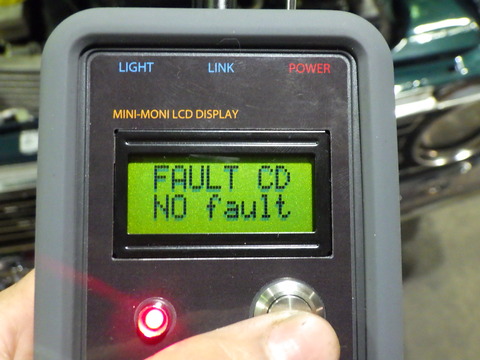 LIGHT LINK POWER
MINI-MONI LCD DISPLAY
FAULT CD
NO fault